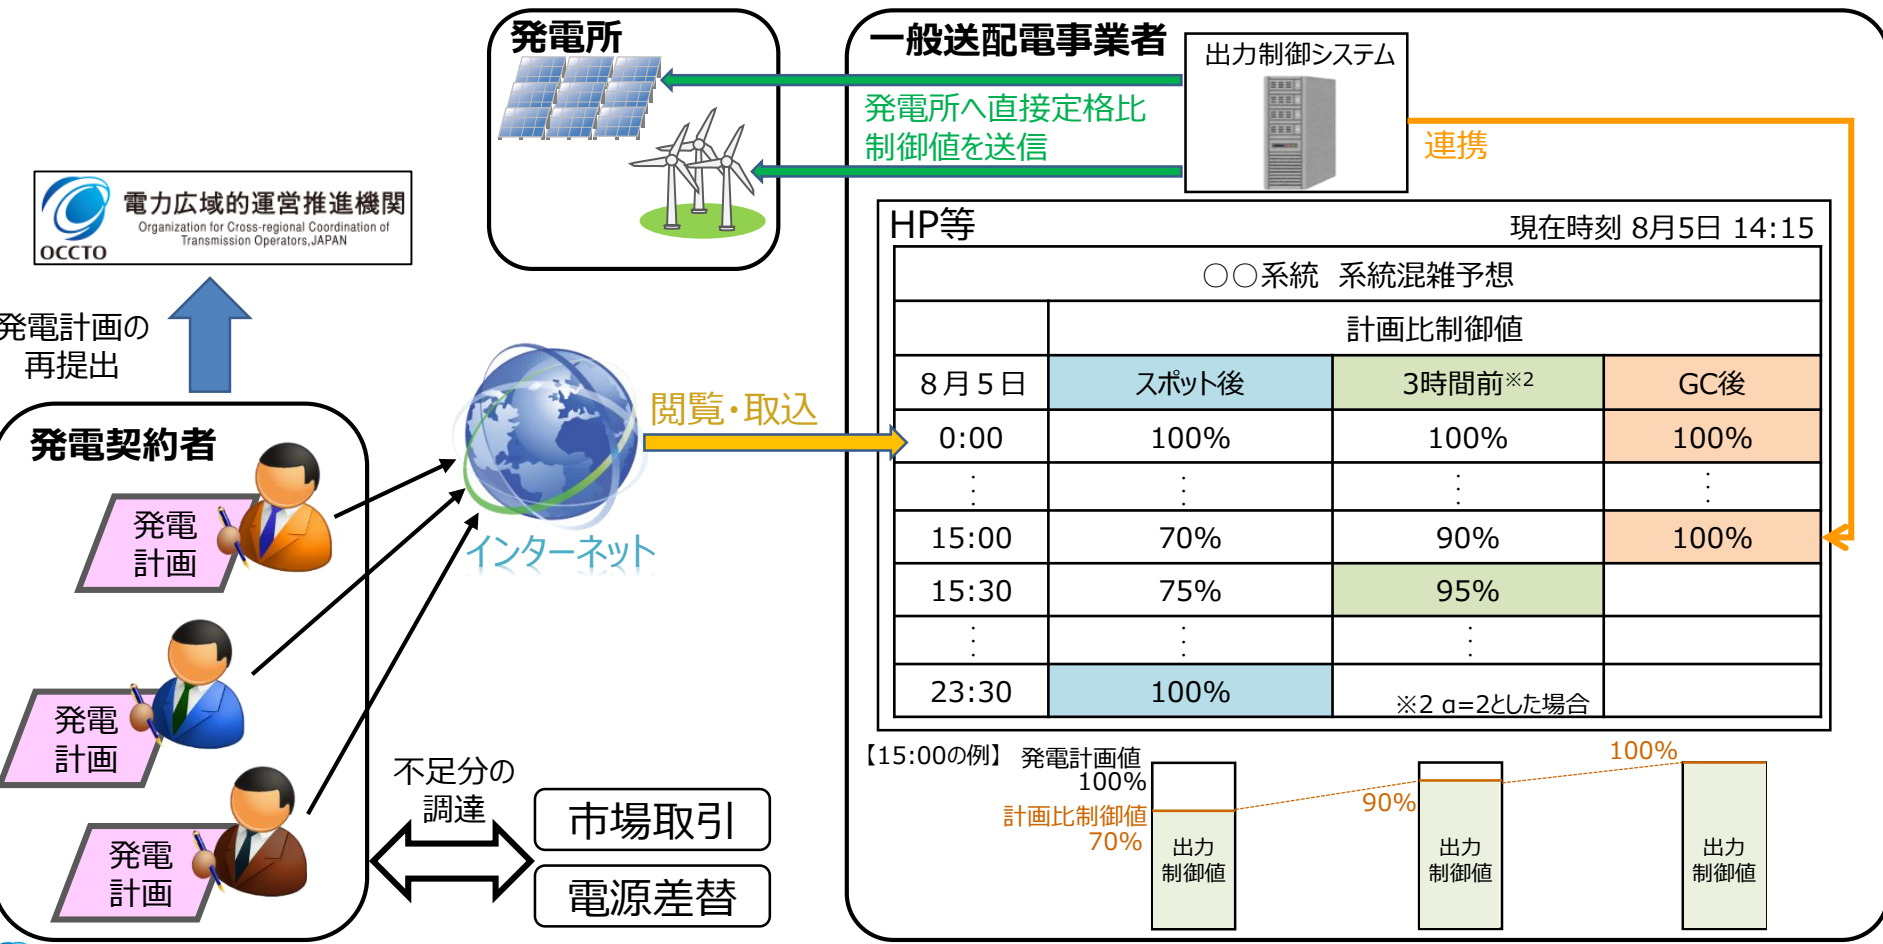 発電所
一般送配電事業者
出力制御システム
発電所へ直接定格比
制御値を送信
連携
電力広域的運営推進機関
Organization for Cross-regional Coordination of
Transmission Operators,JAPAN
OCCTO
発電計画の
再提出
HP等
現在時刻 8月5日 14:15
〇〇系統 系統混雑予想
計画比制御値
8月5日 スポット後 3時間前※2 GC後
0:00 100% 100% 100%
: : : :
15:00 70% 90% 100%
15:30 75% 95%
: : :
23:30 100% ※2 α=2とした場合
閲覧・取込
インターネット
発電契約者
発電
計画
発電
計画
発電
計画
不足分の
調達
市場取引
電源差替
【15:00の例】
発電計画値
100%
計画比制御値
70%
90%
100%
出力
制御値
出力
制御値
出力
制御値